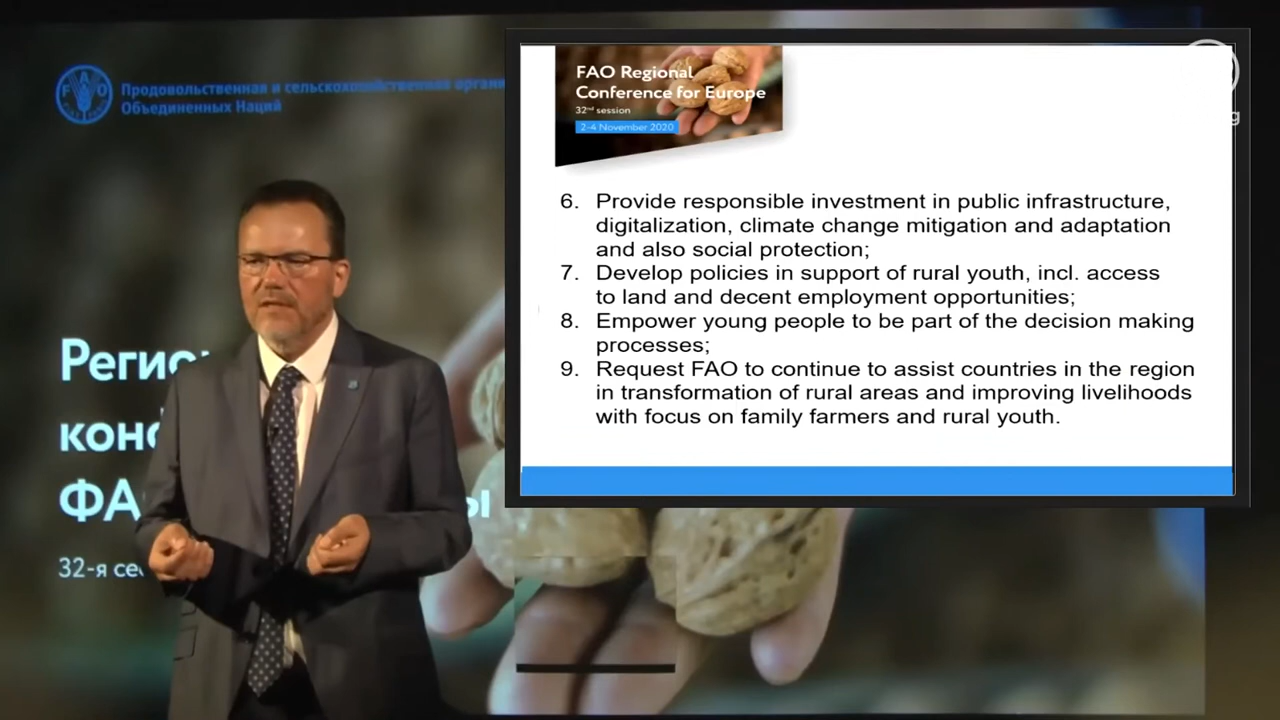 F A O
Продовольственная и сельскохозяйственная
Объединенных Наций
32-я
ФА
FAO Regional
Conference for Europe
32nd session
2-4 November 2020
6. Provide responsible investment in public infrastructure,
digitalization, climate change mitigation and adaptation
and also social protection;
7. Develop policies in support of rural youth, incl. access
to land and decent employment opportunities;
8. Empower young people to be part of the decision making
processes;
9. Request FAO to continue to assist countries in the region
in transformation of rural areas and improving livelihoods
with focus on family farmers and rural youth.